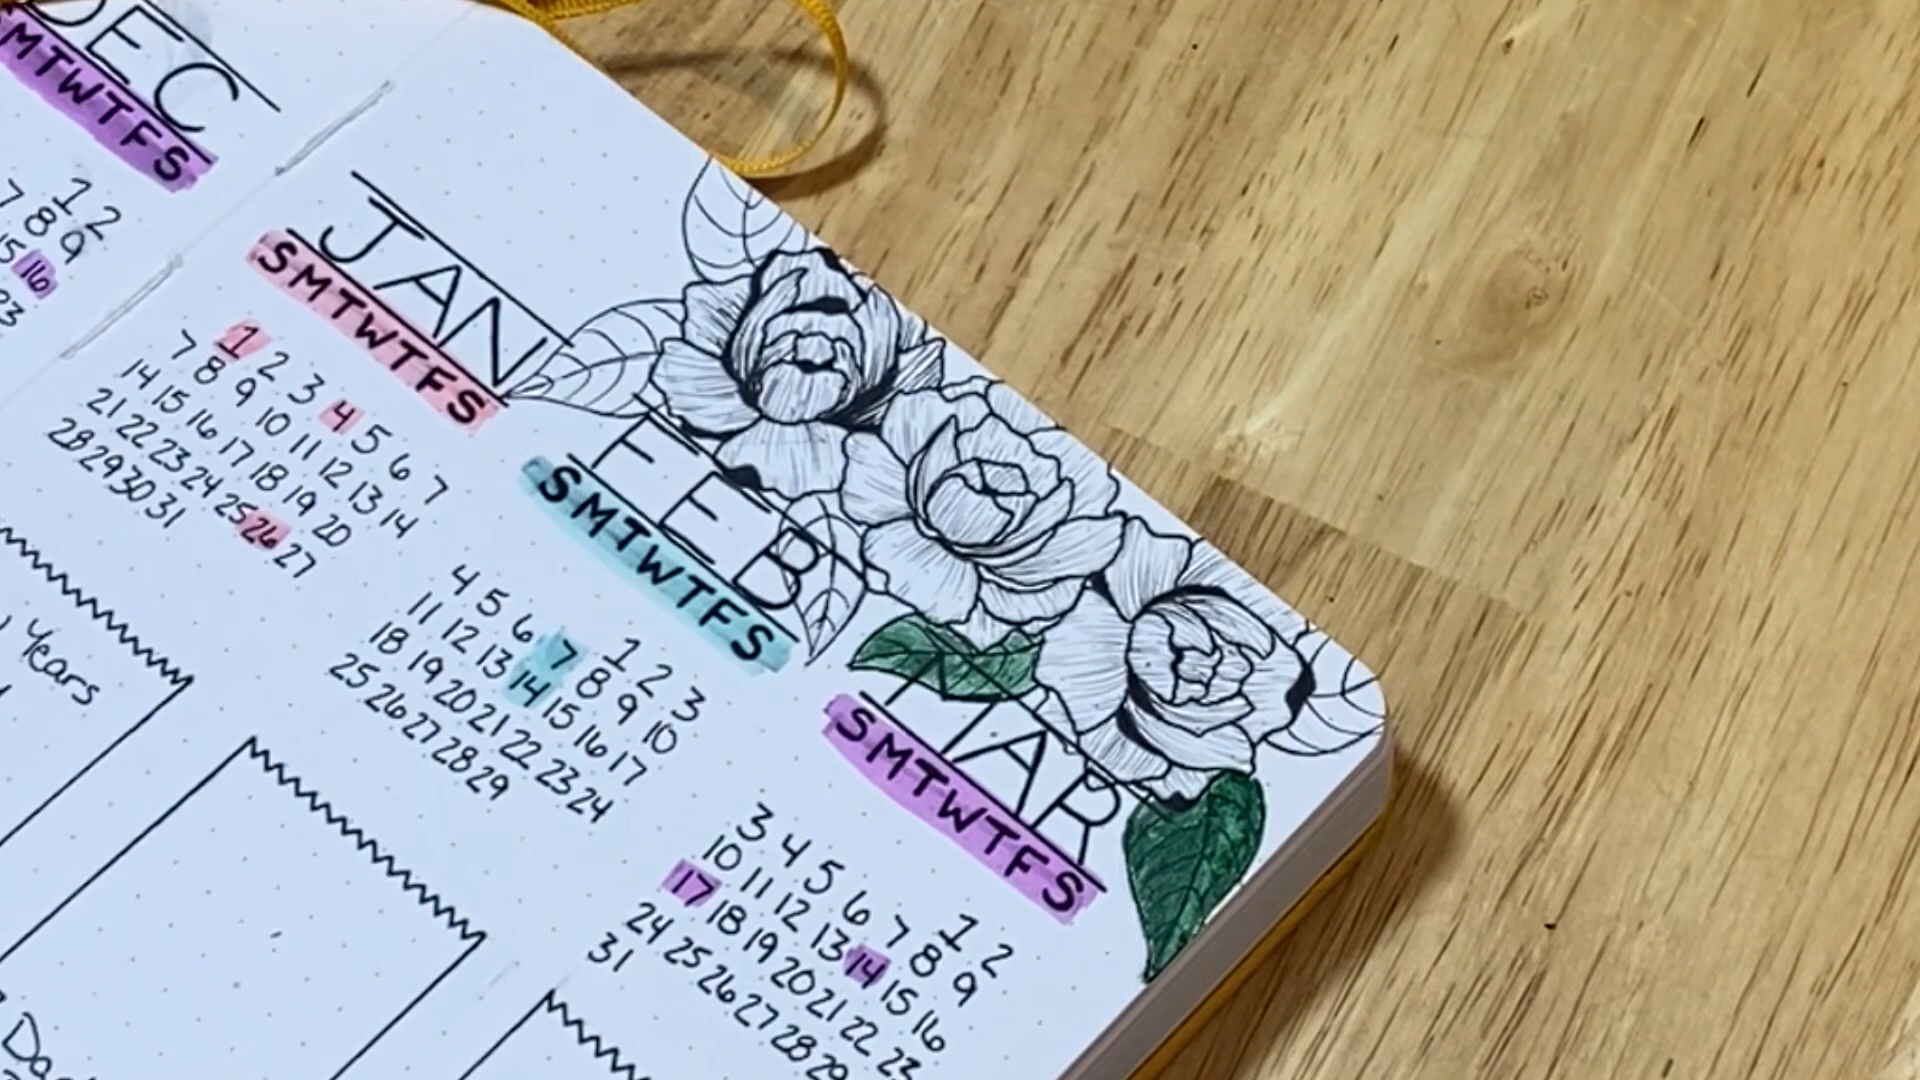 DEC
SMTWTFS
1 2
7 8 9
15 16
23
JAN
SMTWTFS
1 2 3 4 5 6 7
7 8 9 10 11 12 13 14
14 15 16 17 18 19 20
21 22 23 24 25 26 27
28 29 30 31
FEB
SMTWTFS
1 2 3
4 5 6 7 8 9 10
11 12 13 14 15 16 17
18 19 20 21 22 23 24
25 26 27 28 29
MAR
SMTWTFS
1 2
3 4 5 6 7 8 9
10 11 12 13 14 15 16
17 18 19 20 21 22 23
24 25 26 27 28 29
31
Years